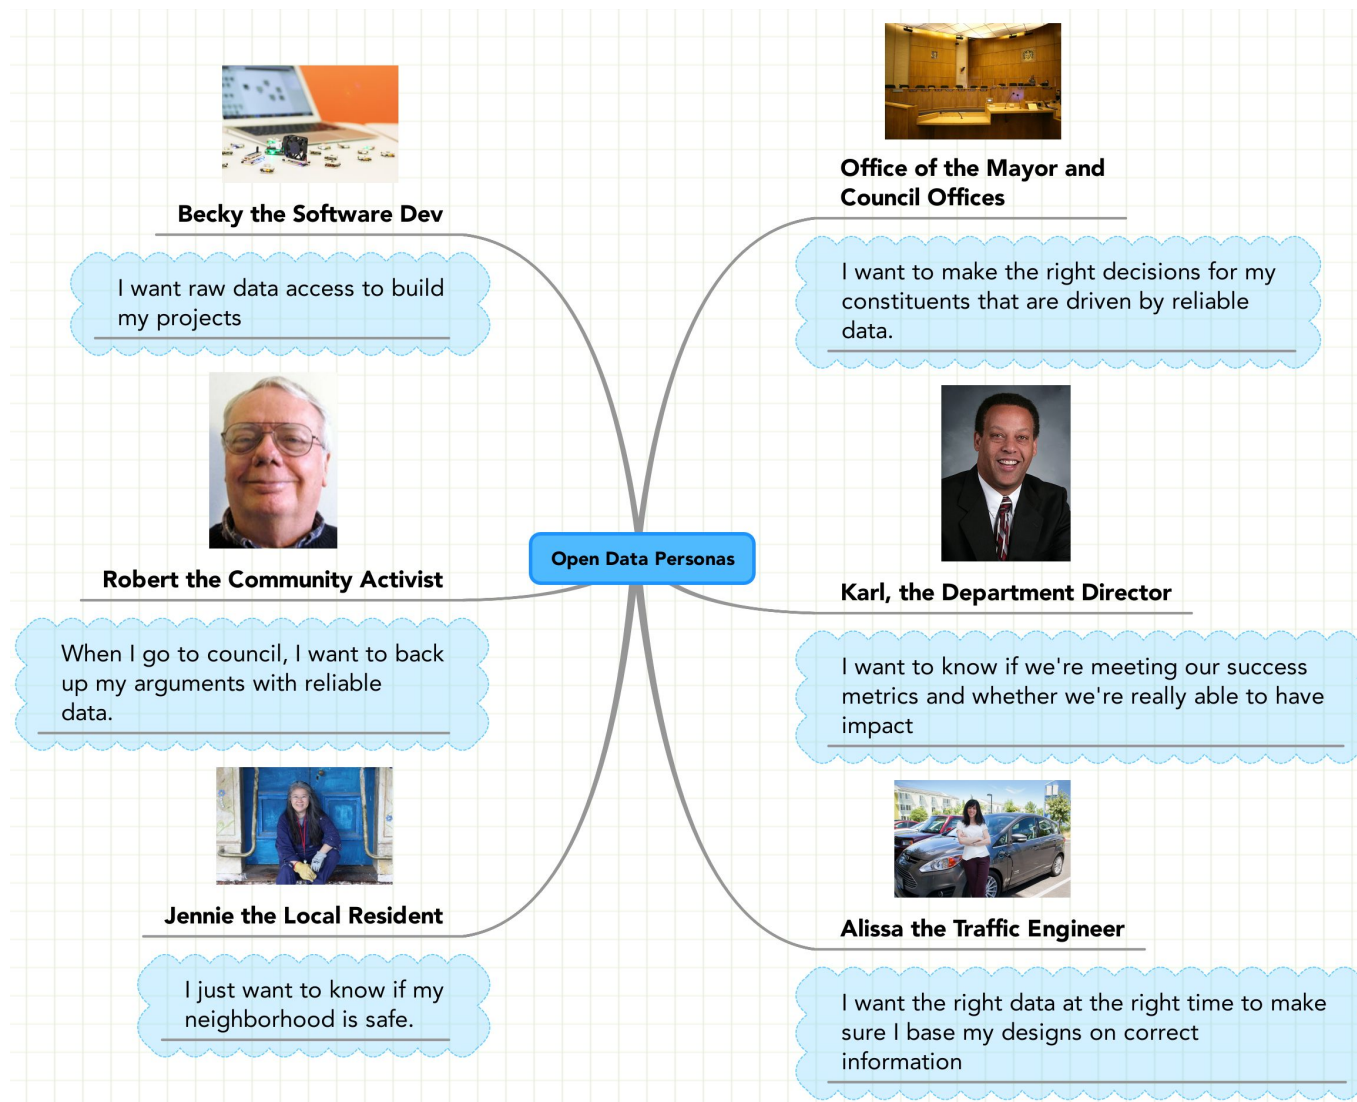 Becky the Software Dev
I want raw data access to build
my projects
Robert the Community Activist
When I go to council, I want to back
up my arguments with reliable
data.
Jennie the Local Resident
I just want to know if my
neighborhood is safe.
Open Data Personas
Office of the Mayor and
Council Offices
I want to make the right decisions for my
constituents that are driven by reliable
data.
Karl, the Department Director
I want to know if we're meeting our success
metrics and whether we're really able to have
impact
Alissa the Traffic Engineer
I want the right data at the right time to make
sure I base my designs on correct
information